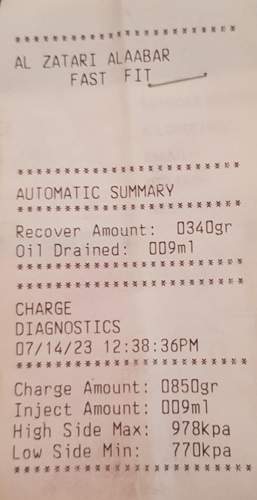 ********************
AL ZATARI ALAABAR
FAST FIT
********************
AUTOMATIC SUMMARY
********************
Recover Amount: 0340gr
Oil Drained: 009ml
********************
********************
CHARGE
DIAGNOSTICS
07/14/23 12:38:36PM
********************
Charge Amount: 0850gr
Inject Amount: 009ml
High Side Max: 978kpa
Low Side Min: 770kpa
********************